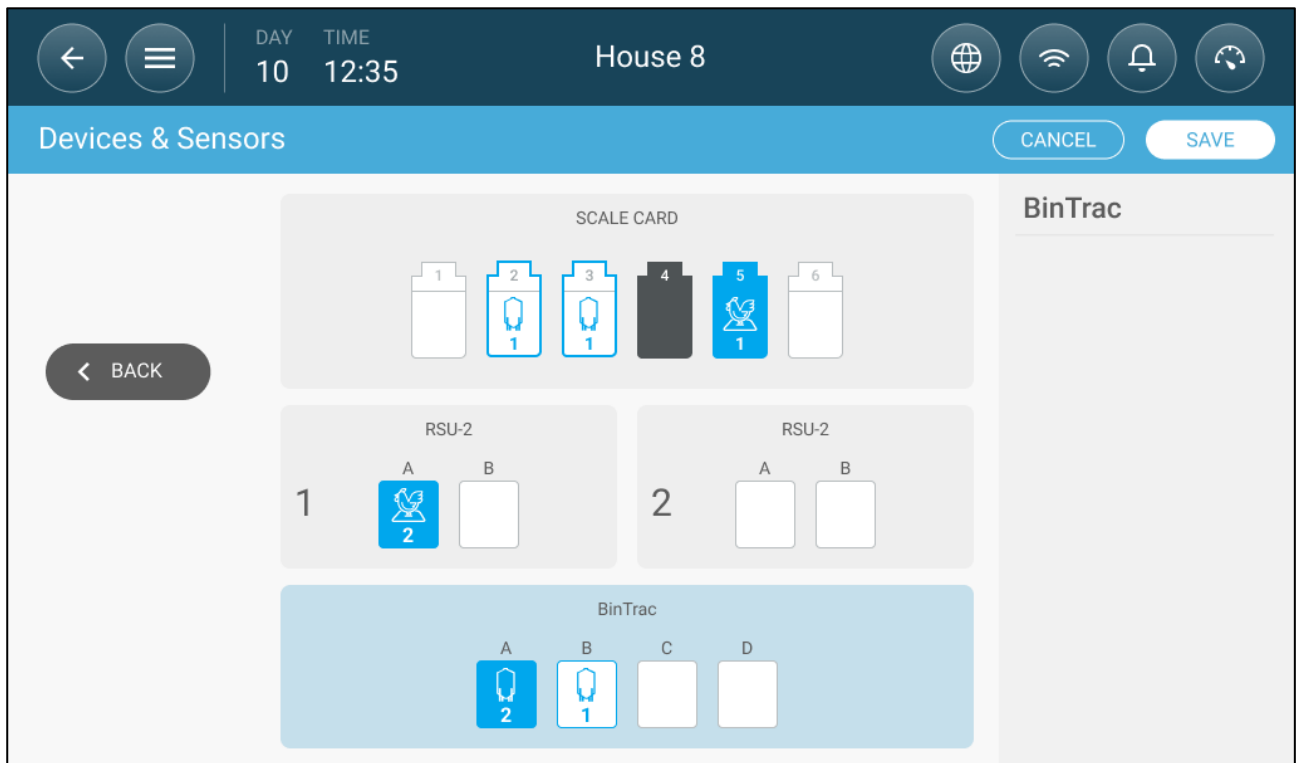 DAY TIME
10 12:35
House 8
Devices & Sensors
CANCEL
SAVE
BinTrac
SCALE CARD
1 2 3 4 5 6
1 1 1
BACK
RSU-2
A B
1
2
RSU-2
A B
2
BinTrac
A B C D
2 1